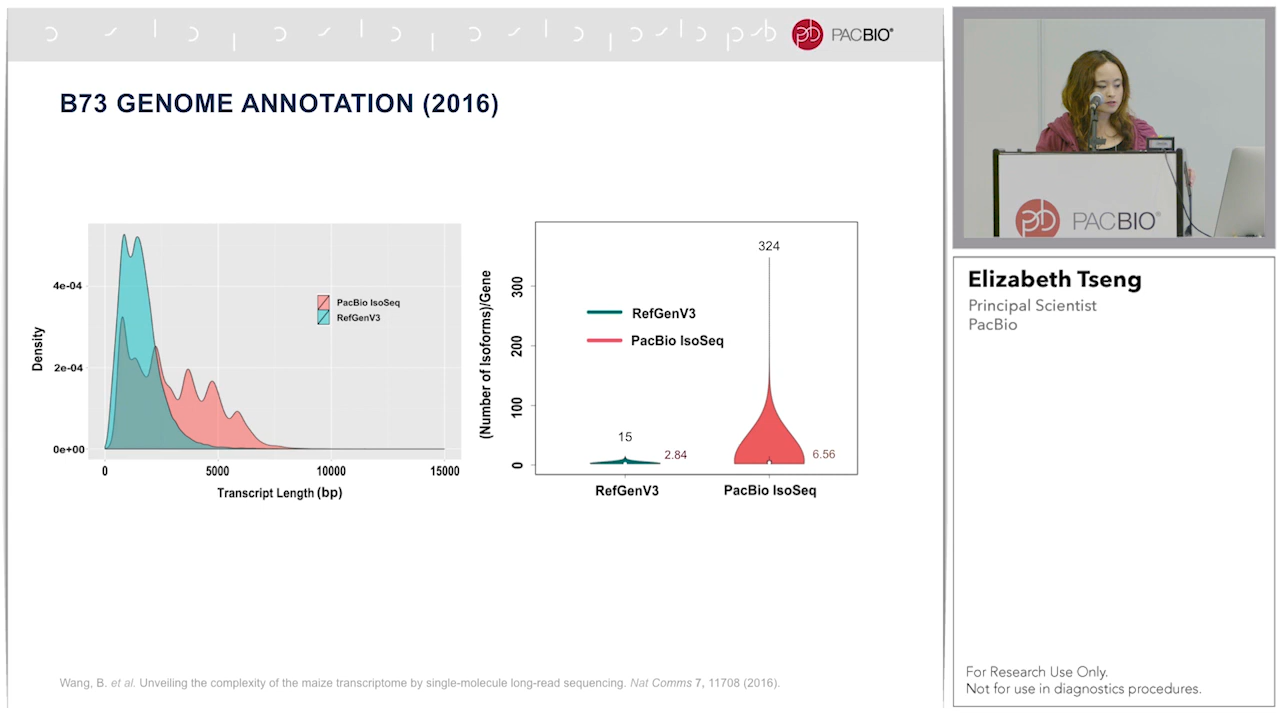 PACBIO®
B73 GENOME ANNOTATION (2016)
4e-04
2e-04
0e+00
Density
0
5000
10000
15000
Transcript Length (bp)
PacBio IsoSeq
RefGenV3
(Number of Isoforms)/Gene
300
200
100
0
RefGenV3
PacBio IsoSeq
324
15
2.84
6.56
RefGenV3
PacBio IsoSeq
Wang, B. et al. Unveiling the complexity of the maize transcriptome by single-molecule long-read sequencing. Nat Comms 7, 11708 (2016).
PACBIO®
Elizabeth Tseng
Principal Scientist
PacBio
For Research Use Only.
Not for use in diagnostics procedures.